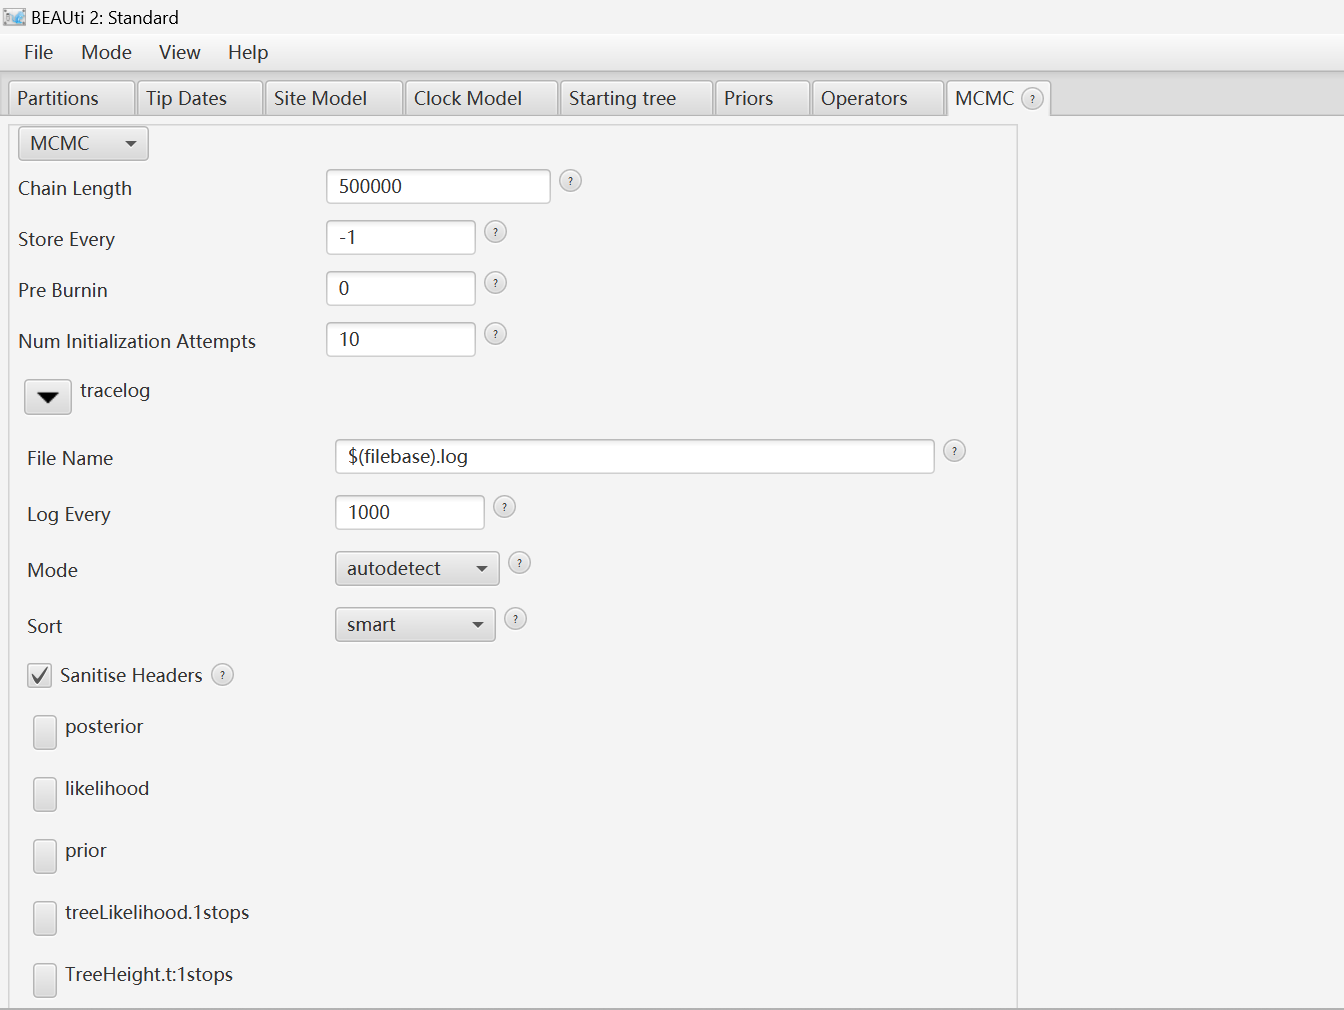 BEAUti 2: Standard
File Mode View Help
Partitions Tip Dates Site Model Clock Model Starting tree Priors Operators MCMC ?
MCMC
Chain Length 500000 ?
Store Every -1 ?
Pre Burnin 0 ?
Num Initialization Attempts 10 ?
tracelog
File Name $(filebase).log ?
Log Every 1000 ?
Mode autodetect ?
Sort smart ?
Sanitise Headers ?
posterior
likelihood
prior
treeLikelihood.1stops
TreeHeight.t:1stops